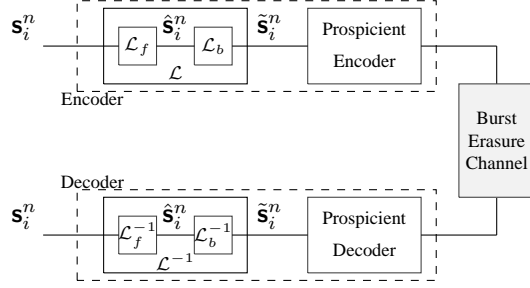 S_i^n Ŝ_i^n S̃_i^n
ℒ_f ℒ_b
ℒ
Prospicient
Encoder
Encoder
Burst
Erasure
Channel
Decoder
S_i^n Ŝ_i^n S̃_i^n
ℒ_f^{-1} ℒ_b^{-1}
ℒ^{-1}
Prospicient
Decoder